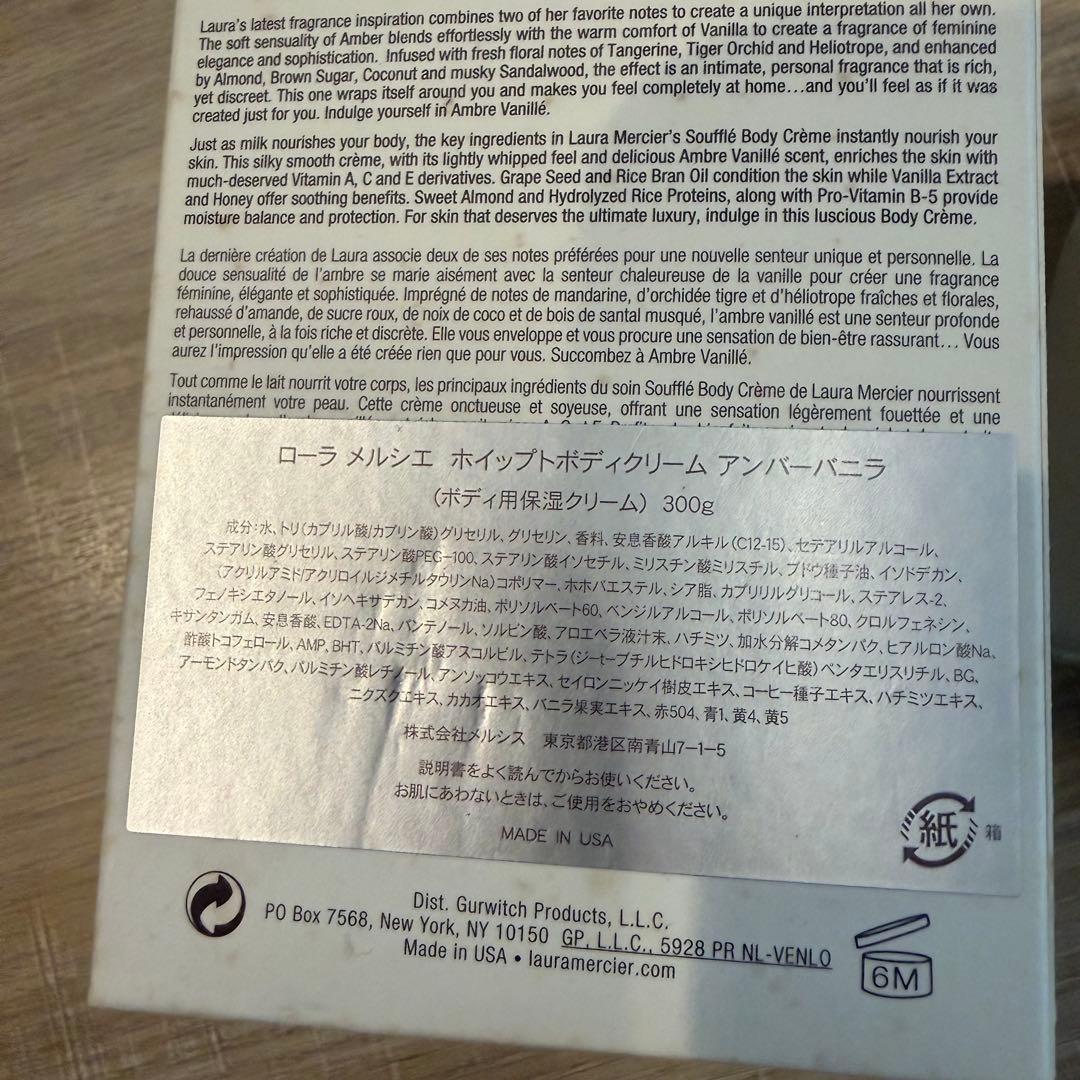 Laura's latest fragrance inspiration combines two of her favorite notes to create a unique interpretation all her own.
The soft sensuality of Amber blends effortlessly with the warm comfort of Vanilla to create a fragrance of feminine
elegance and sophistication. Infused with fresh floral notes of Tangerine, Tiger Orchid and Heliotrope, and enhanced
by Almond, Brown Sugar, Coconut and musky Sandalwood, the effect is an intimate, personal fragrance that is rich,
yet discreet. This one wraps itself around you and makes you feel completely at home…and you'll feel as if it was
created just for you. Indulge yourself in Ambre Vanillé.
Just as milk nourishes your body, the key ingredients in Laura Mercier's Soufflé Body Crème instantly nourish your
skin. This silky smooth crème, with its lightly whipped feel and delicious Ambre Vanillé scent, enriches the skin with
much-deserved Vitamin A, C and E derivatives. Grape Seed and Rice Bran Oil condition the skin while Vanilla Extract
and Honey offer soothing benefits. Sweet Almond and Hydrolyzed Rice Proteins, along with Pro-Vitamin B-5 provide
moisture balance and protection. For skin that deserves the ultimate luxury, indulge in this luscious Body Crème.
La dernière création de Laura associe deux de ses notes préférées pour une nouvelle senteur unique et personnelle. La
douce sensualité de l'ambre se marie aisément avec la senteur chaleureuse de la vanille pour créer une fragrance
féminine, élégante et sophistiquée. Imprégné de notes de mandarine, d'orchidée tigre et d'héliotrope fraîches et florales,
rehaussé d'amande, de sucre roux, de noix de coco et de bois de santal musqué, l'ambre vanillé est une senteur profonde
et personnelle, à la fois riche et discrète. Elle vous enveloppe et vous procure une sensation de bien-être rassurant… Vous
aurez l'impression qu'elle a été créée rien que pour vous. Succombez à Ambre Vanillé.
Tout comme le lait nourrit votre corps, les principaux ingrédients du soin Soufflé Body Crème de Laura Mercier nourrissent
instantanément votre peau. Cette crème onctueuse et soyeuse, offrant une sensation légèrement fouettée et une
ローラ メルシエ ホイップトボディクリーム アンバーバニラ
（ボディ用保湿クリーム） 300g
成分：水、トリ（カプリル酸/カプリン酸）グリセリル、グリセリン、香料、安息香酸アルキル（C12-15）、セテアリルアルコール、
ステアリン酸グリセリル、ステアリン酸PEG-100、ステアリン酸イソセチル、ミリスチン酸ミリスチル、ブドウ種子油、イソドデカン、
（アクリルアミド/アクリロイルジメチルタウリンNa）コポリマー、ホホバエステル、シア脂、カプリリルグリコール、ステアレス-2、
フェノキシエタノール、イソヘキサデカン、コメヌカ油、ポリソルベート60、ベンジルアルコール、ポリソルベート80、クロルフェネシン、
キサンタンガム、安息香酸、EDTA-2Na、パンテノール、ソルビン酸、アロエベラ液汁末、ハチミツ、加水分解コメタンパク、ヒアルロン酸Na、
酢酸トコフェロール、AMP、BHT、パルミチン酸アスコルビル、テトラ（ジ-t-ブチルヒドロキシヒドロケイヒ酸）ペンタエリスリチル、BG、
アーモンドタンパク、パルミチン酸レチノール、アンソッコウエキス、セイロンニッケイ樹皮エキス、コーヒー種子エキス、ハチミツエキス、
ニクズクエキス、カカオエキス、バニラ果実エキス、赤504、青1、黄4、黄5
株式会社メルシス 東京都港区南青山7-1-5
説明書をよく読んでからお使いください。
お肌にあわないときは、ご使用をおやめください。
MADE IN USA
紙 箱
Dist. Gurwitch Products, L.L.C.
PO Box 7568, New York, NY 10150 GP, L.L.C., 5928 PR NL-VENLO
Made in USA • lauramercier.com
6M